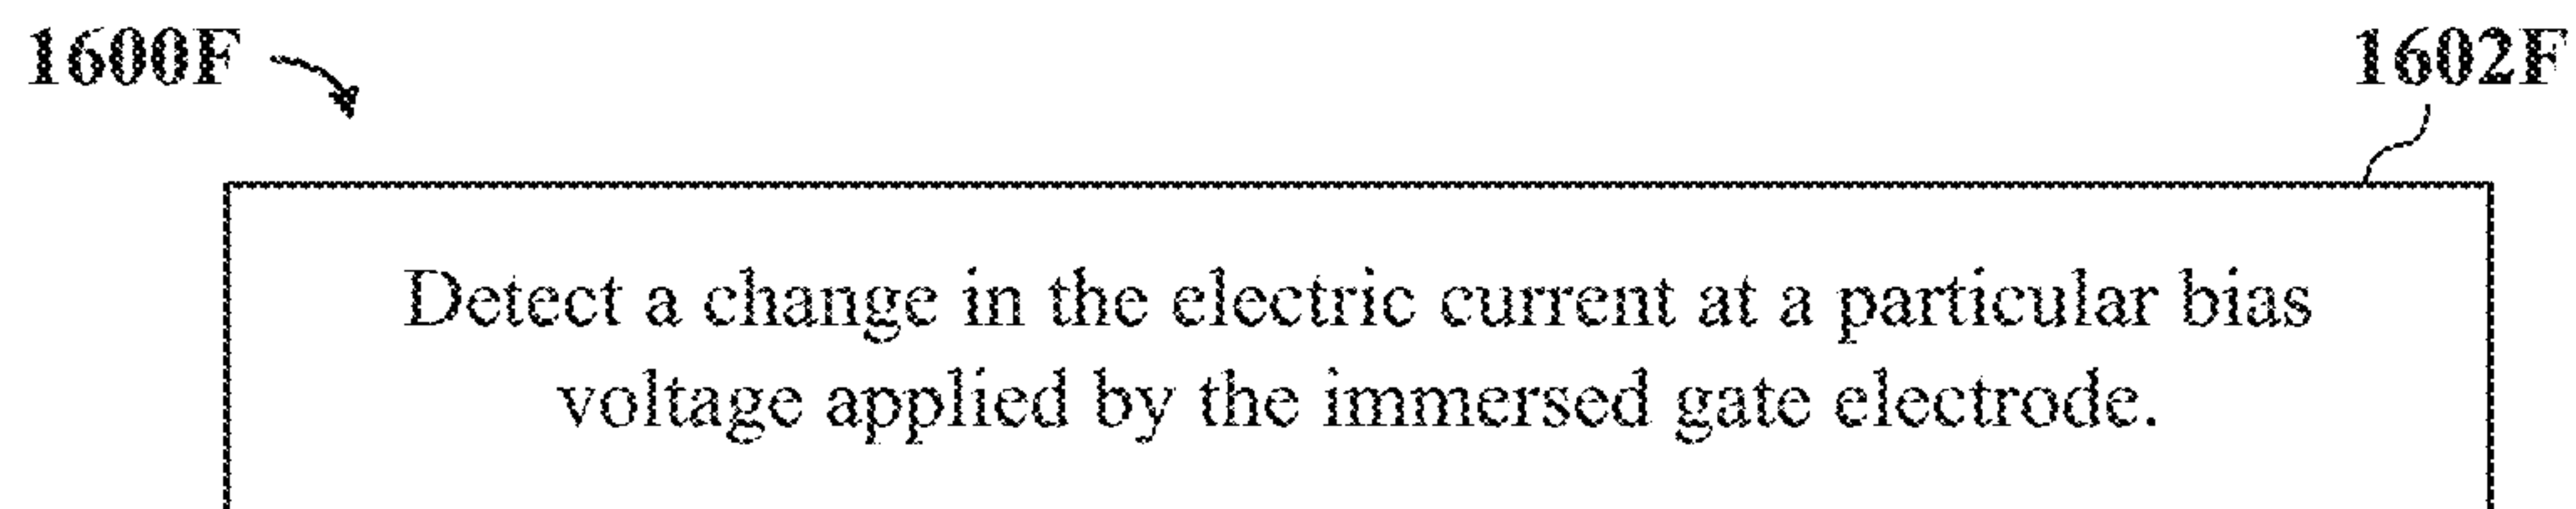 1600F
1602F
Detect a change in the electric current at a particular bias
voltage applied by the immersed gate electrode.